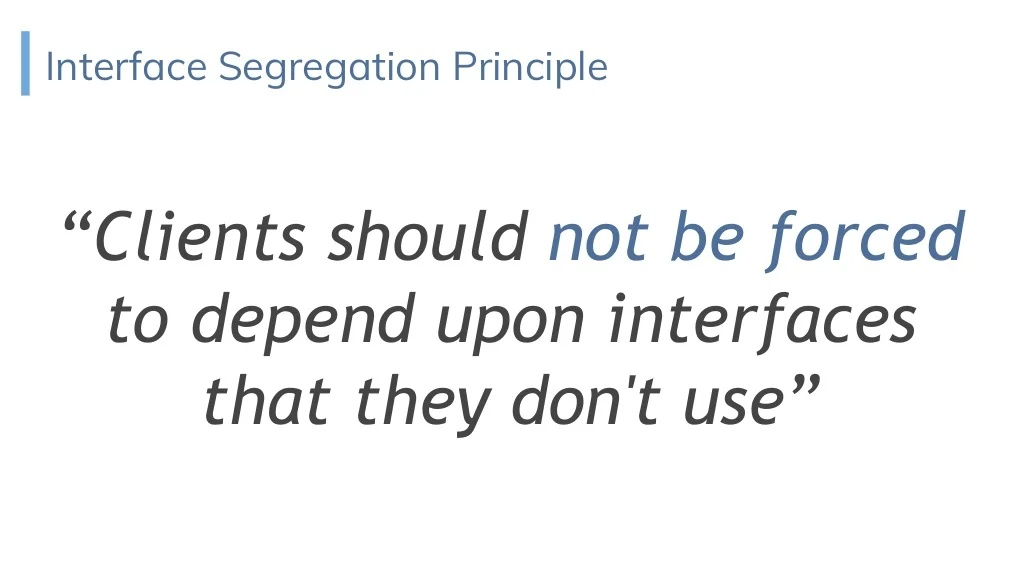 Interface Segregation Principle
“Clients should not be forced
to depend upon interfaces
that they don't use”